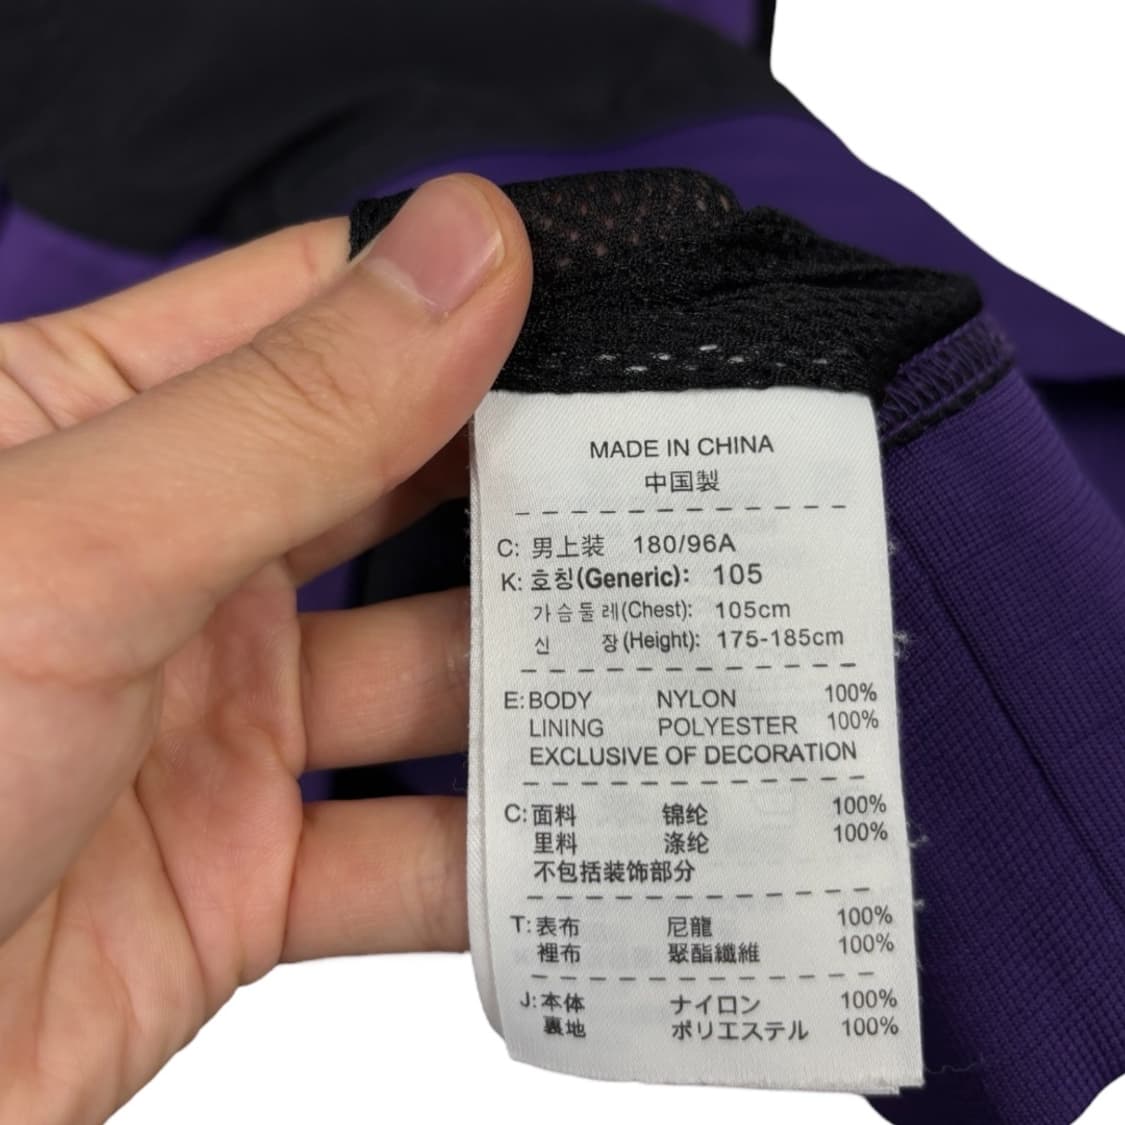 MADE IN CHINA
中国製
C: 男上装 180/96A
K: 호칭(Generic): 105
가슴둘레(Chest): 105cm
신 장(Height): 175-185cm
E: BODY NYLON 100%
LINING POLYESTER 100%
EXCLUSIVE OF DECORATION
C: 面料 锦纶 100%
里料 涤纶 100%
不包括装饰部分
T: 表布 尼龍 100%
裡布 聚酯纖維 100%
J: 本体 ナイロン 100%
裏地 ポリエステル 100%